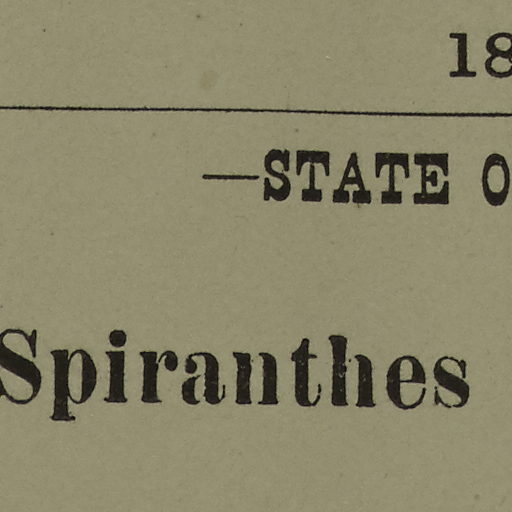 18
—STATE O
Spiranthes